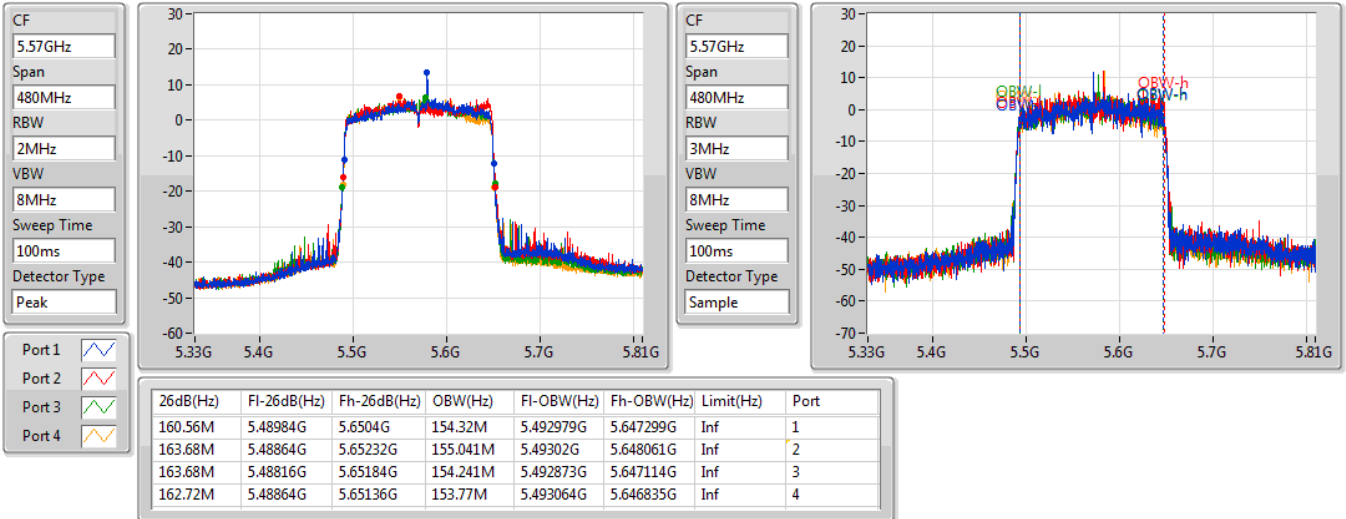 CF
5.57GHz
Span
480MHz
RBW
2MHz
VBW
8MHz
Sweep Time
100ms
Detector Type
Peak
30
20
10
0
-10
-20
-30
-40
-50
-60
5.33G 5.4G 5.5G 5.6G 5.7G 5.81G
CF
5.57GHz
Span
480MHz
RBW
3MHz
VBW
8MHz
Sweep Time
100ms
Detector Type
Sample
30
20
10
0
-10
-20
-30
-40
-50
-60
-70
OBW-l
OBW-h
OBW-h
5.33G 5.4G 5.5G 5.6G 5.7G 5.81G
Port 1
Port 2
Port 3
Port 4
26dB(Hz) Fl-26dB(Hz) Fh-26dB(Hz) OBW(Hz) Fl-OBW(Hz) Fh-OBW(Hz) Limit(Hz) Port
160.56M 5.48984G 5.6504G 154.32M 5.492979G 5.647299G Inf 1
163.68M 5.48864G 5.65232G 155.041M 5.49302G 5.648061G Inf 2
163.68M 5.48816G 5.65184G 154.241M 5.492873G 5.647114G Inf 3
162.72M 5.48864G 5.65136G 153.77M 5.493064G 5.646835G Inf 4